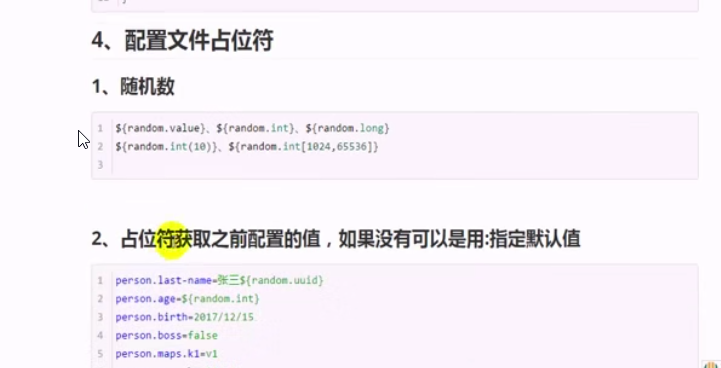 4、配置文件占位符
1、随机数
1 ${random.value}、${random.int}、${random.long}
2 ${random.int(10)}、${random.int[1024,65536]}
3
2、占位符获取之前配置的值，如果没有可以是用:指定默认值
1 person.last-name=张三${random.uuid}
2 person.age=${random.int}
3 person.birth=2017/12/15
4 person.boss=false
5 person.maps.k1=v1